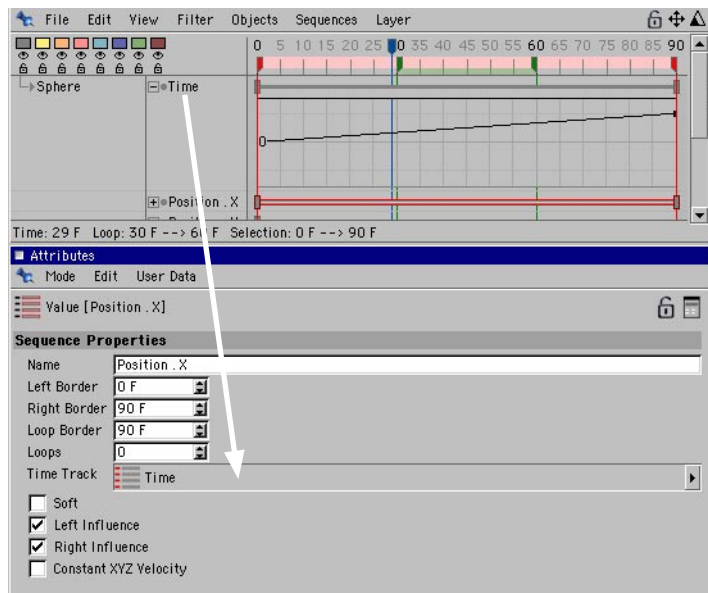 File Edit View Filter Objects Sequences Layer
0 5 10 15 20 25 30 35 40 45 50 55 60 65 70 75 80 85 90
Sphere Time
0
Position . X
Time: 29 F Loop: 30 F --> 60 F Selection: 0 F --> 90 F
Attributes
Mode Edit User Data
Value [Position . X]
Sequence Properties
Name Position . X
Left Border 0 F
Right Border 90 F
Loop Border 90 F
Loops 0
Time Track Time
Soft
Left Influence
Right Influence
Constant XYZ Velocity